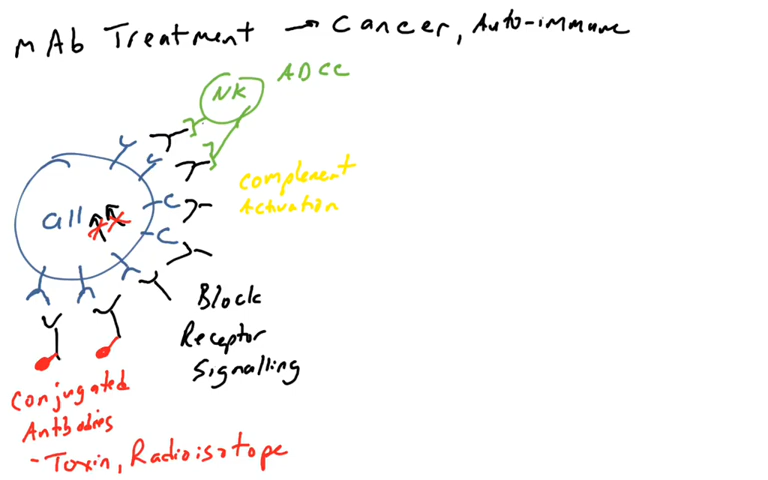 mAb Treatment → Cancer, Auto-immune
NK
ADCC
Complement
Activation
Cell
C
C
Block
Receptor
Signalling
Conjugated
Antibodies
- Toxin, Radioisotope